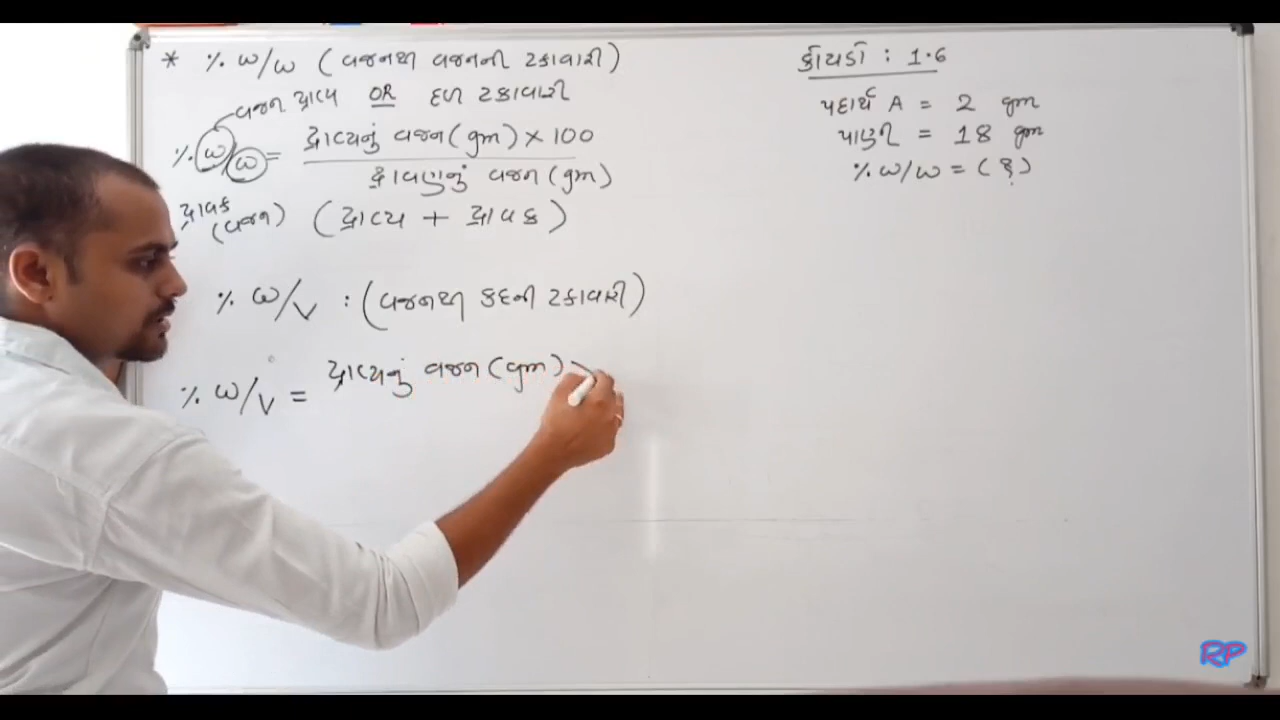 * % w/w (વજનથી વજનની ટકાવારી)
વજન દ્રાવ્ય OR દળ ટકાવારી
% w/w = દ્રાવ્યનું વજન (gm) × 100
દ્રાવણનું વજન (gm)
દ્રાવક (વજન) (દ્રાવ્ય + દ્રાવક)
% w/v : (વજનથી કદની ટકાવારી)
% w/v = દ્રાવ્યનું વજન (gm)
: 1.6
પદાર્થ A = 2 gm
પાણી = 18 gm
% w/w = (?)
RP